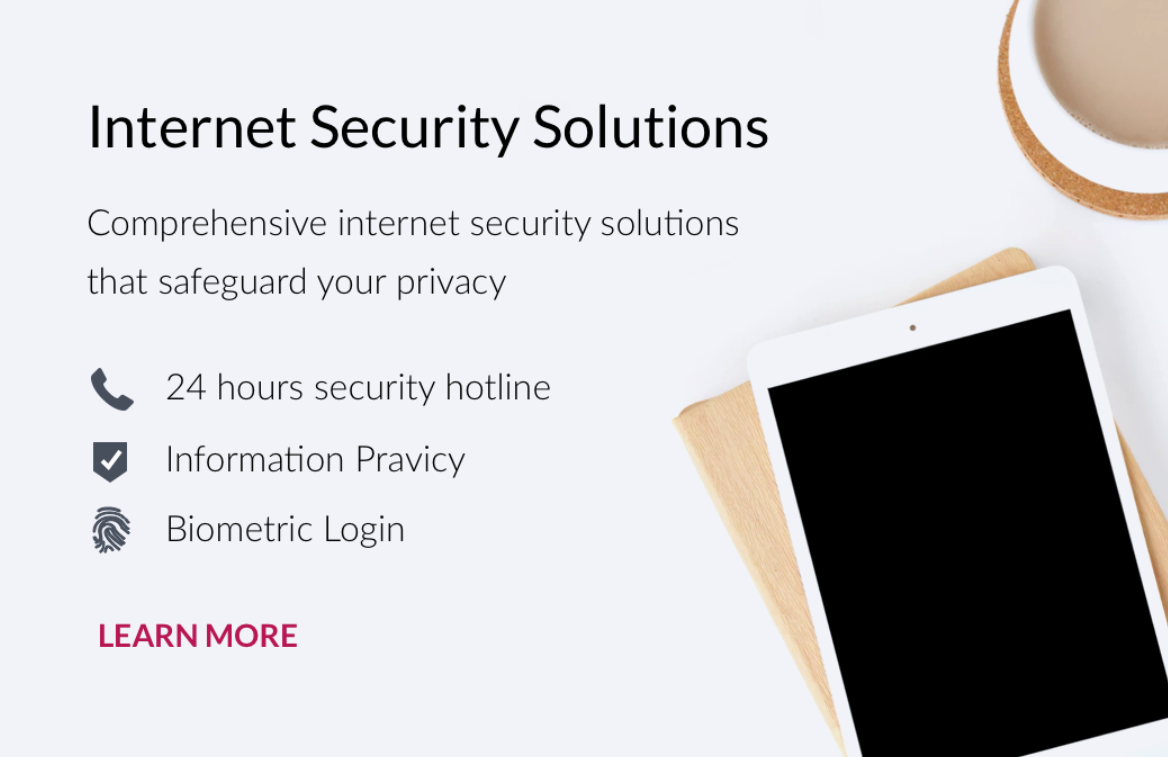 Internet Security Solutions
Comprehensive internet security solutions
that safeguard your privacy
24 hours security hotline
Information Pravicy
Biometric Login
LEARN MORE